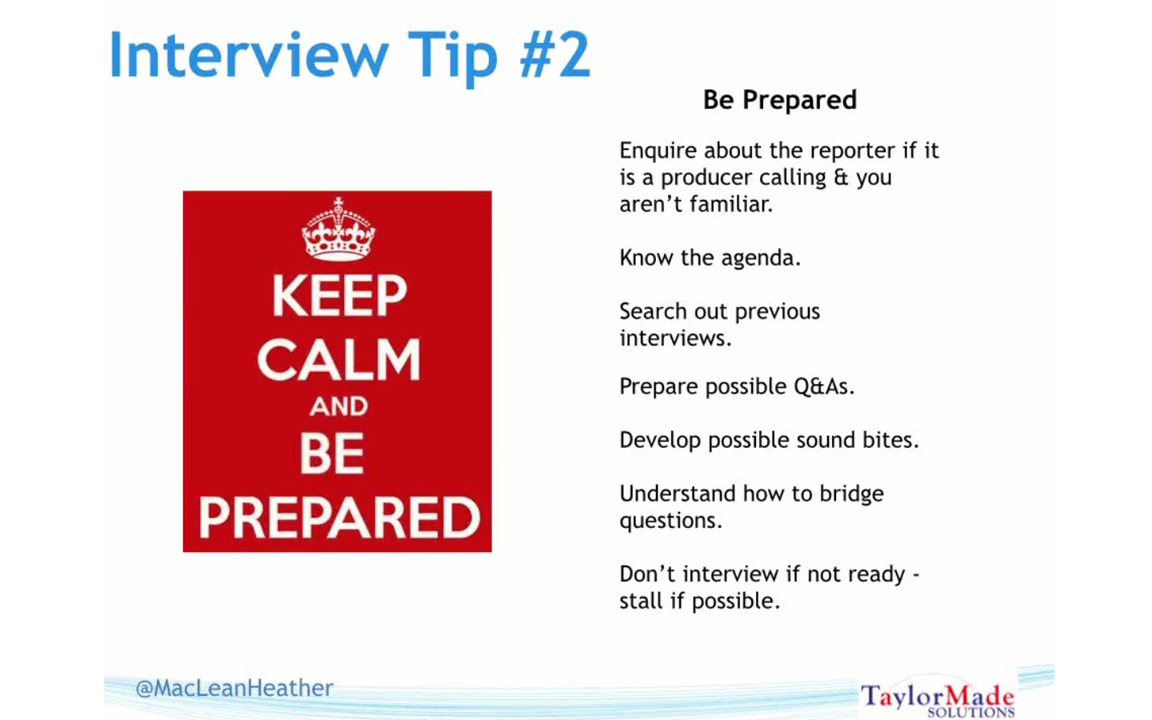 Interview Tip #2
Be Prepared
Enquire about the reporter if it
is a producer calling & you
aren't familiar.
Know the agenda.
Search out previous
interviews.
Prepare possible Q&As.
Develop possible sound bites.
Understand how to bridge
questions.
Don't interview if not ready -
stall if possible.
KEEP
CALM
AND
BE
PREPARED
@MacLeanHeather
TaylorMade
SOLUTIONS